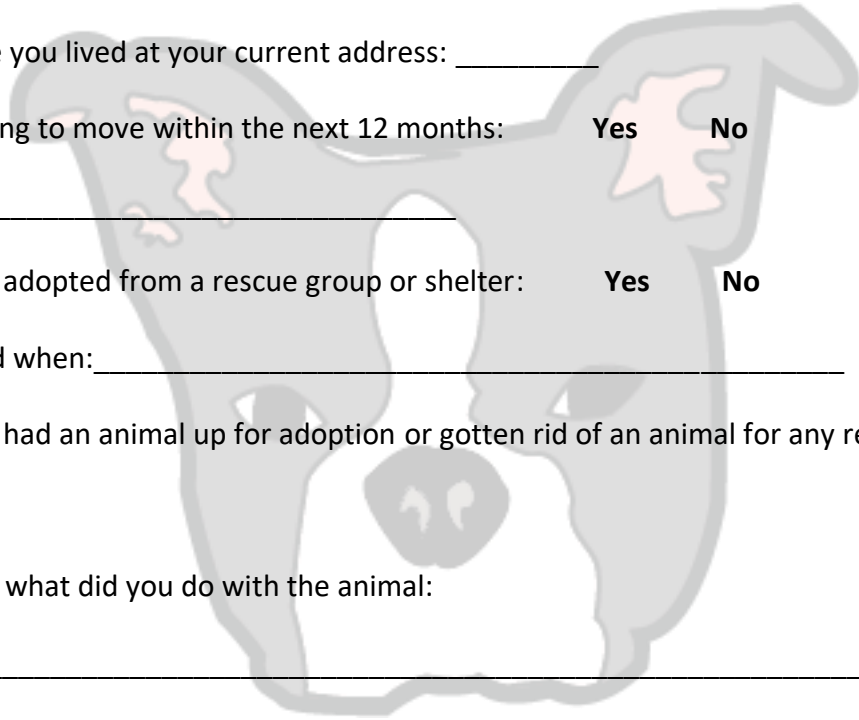 you lived at your current address: _________
ng to move within the next 12 months: Yes No
_____________________________
adopted from a rescue group or shelter: Yes No
d when:_______________________________________________
had an animal up for adoption or gotten rid of an animal for any re
what did you do with the animal:
______________________________________________________